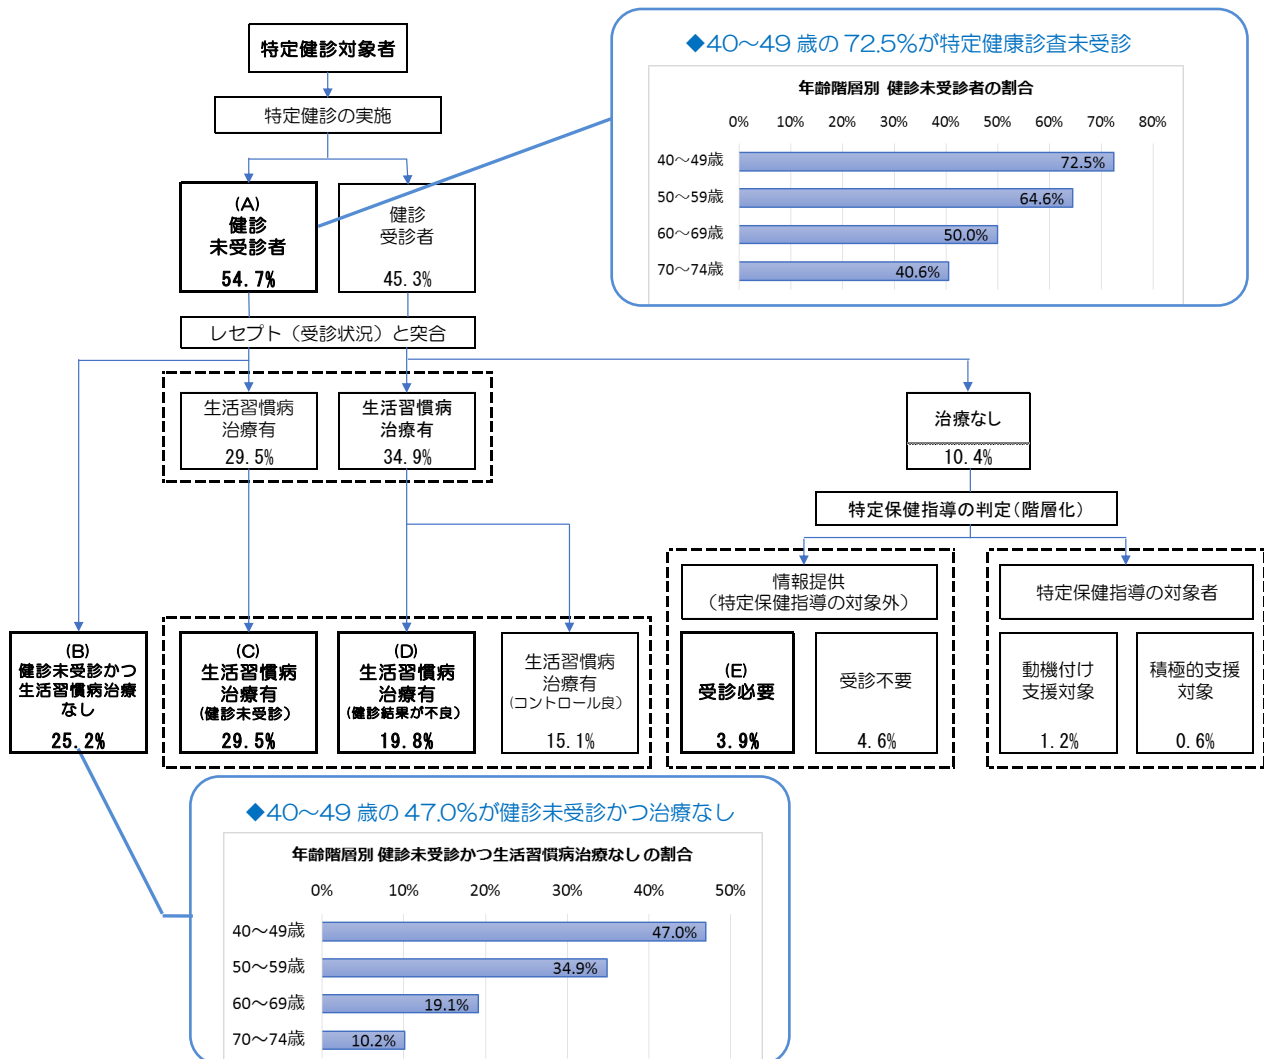 特定健診対象者
特定健診の実施
(A)
健診
未受診者
54.7%
健診
受診者
45.3%
◆40～49 歳の 72.5%が特定健康診査未受診
年齢階層別 健診未受診者の割合
0% 10% 20% 30% 40% 50% 60% 70% 80%
40～49歳 72.5%
50～59歳 64.6%
60～69歳 50.0%
70～74歳 40.6%
レセプト（受診状況）と突合
生活習慣病
治療有
29.5%
生活習慣病
治療有
34.9%
治療なし
10.4%
特定保健指導の判定（階層化）
情報提供
（特定保健指導の対象外）
特定保健指導の対象者
(B)
健診未受診かつ
生活習慣病治療
なし
25.2%
(C)
生活習慣病
治療有
（健診未受診）
29.5%
(D)
生活習慣病
治療有
（健診結果が不良）
19.8%
生活習慣病
治療有
（コントロール良）
15.1%
(E)
受診必要
3.9%
受診不要
4.6%
動機付け
支援対象
1.2%
積極的支援
対象
0.6%
◆40～49 歳の 47.0%が健診未受診かつ治療なし
年齢階層別 健診未受診かつ生活習慣病治療なし の割合
0% 10% 20% 30% 40% 50%
40～49歳 47.0%
50～59歳 34.9%
60～69歳 19.1%
70～74歳 10.2%